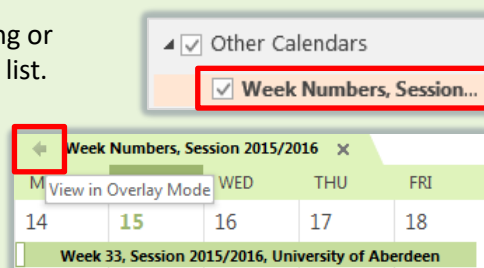 ng or
list.
Other Calendars
Week Numbers, Session...
Week Numbers, Session 2015/2016 x
M View in Overlay Mode WED THU FRI
14 15 16 17 18
Week 33, Session 2015/2016, University of Aberdeen